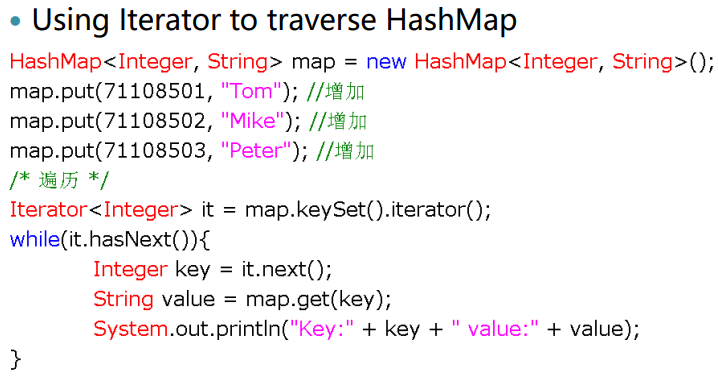 • Using Iterator to traverse HashMap
HashMap<Integer, String> map = new HashMap<Integer, String>();
map.put(71108501, "Tom"); //增加
map.put(71108502, "Mike"); //增加
map.put(71108503, "Peter"); //增加
/* 遍历 */
Iterator<Integer> it = map.keySet().iterator();
while(it.hasNext()){
Integer key = it.next();
String value = map.get(key);
System.out.println("Key:" + key + " value:" + value);
}